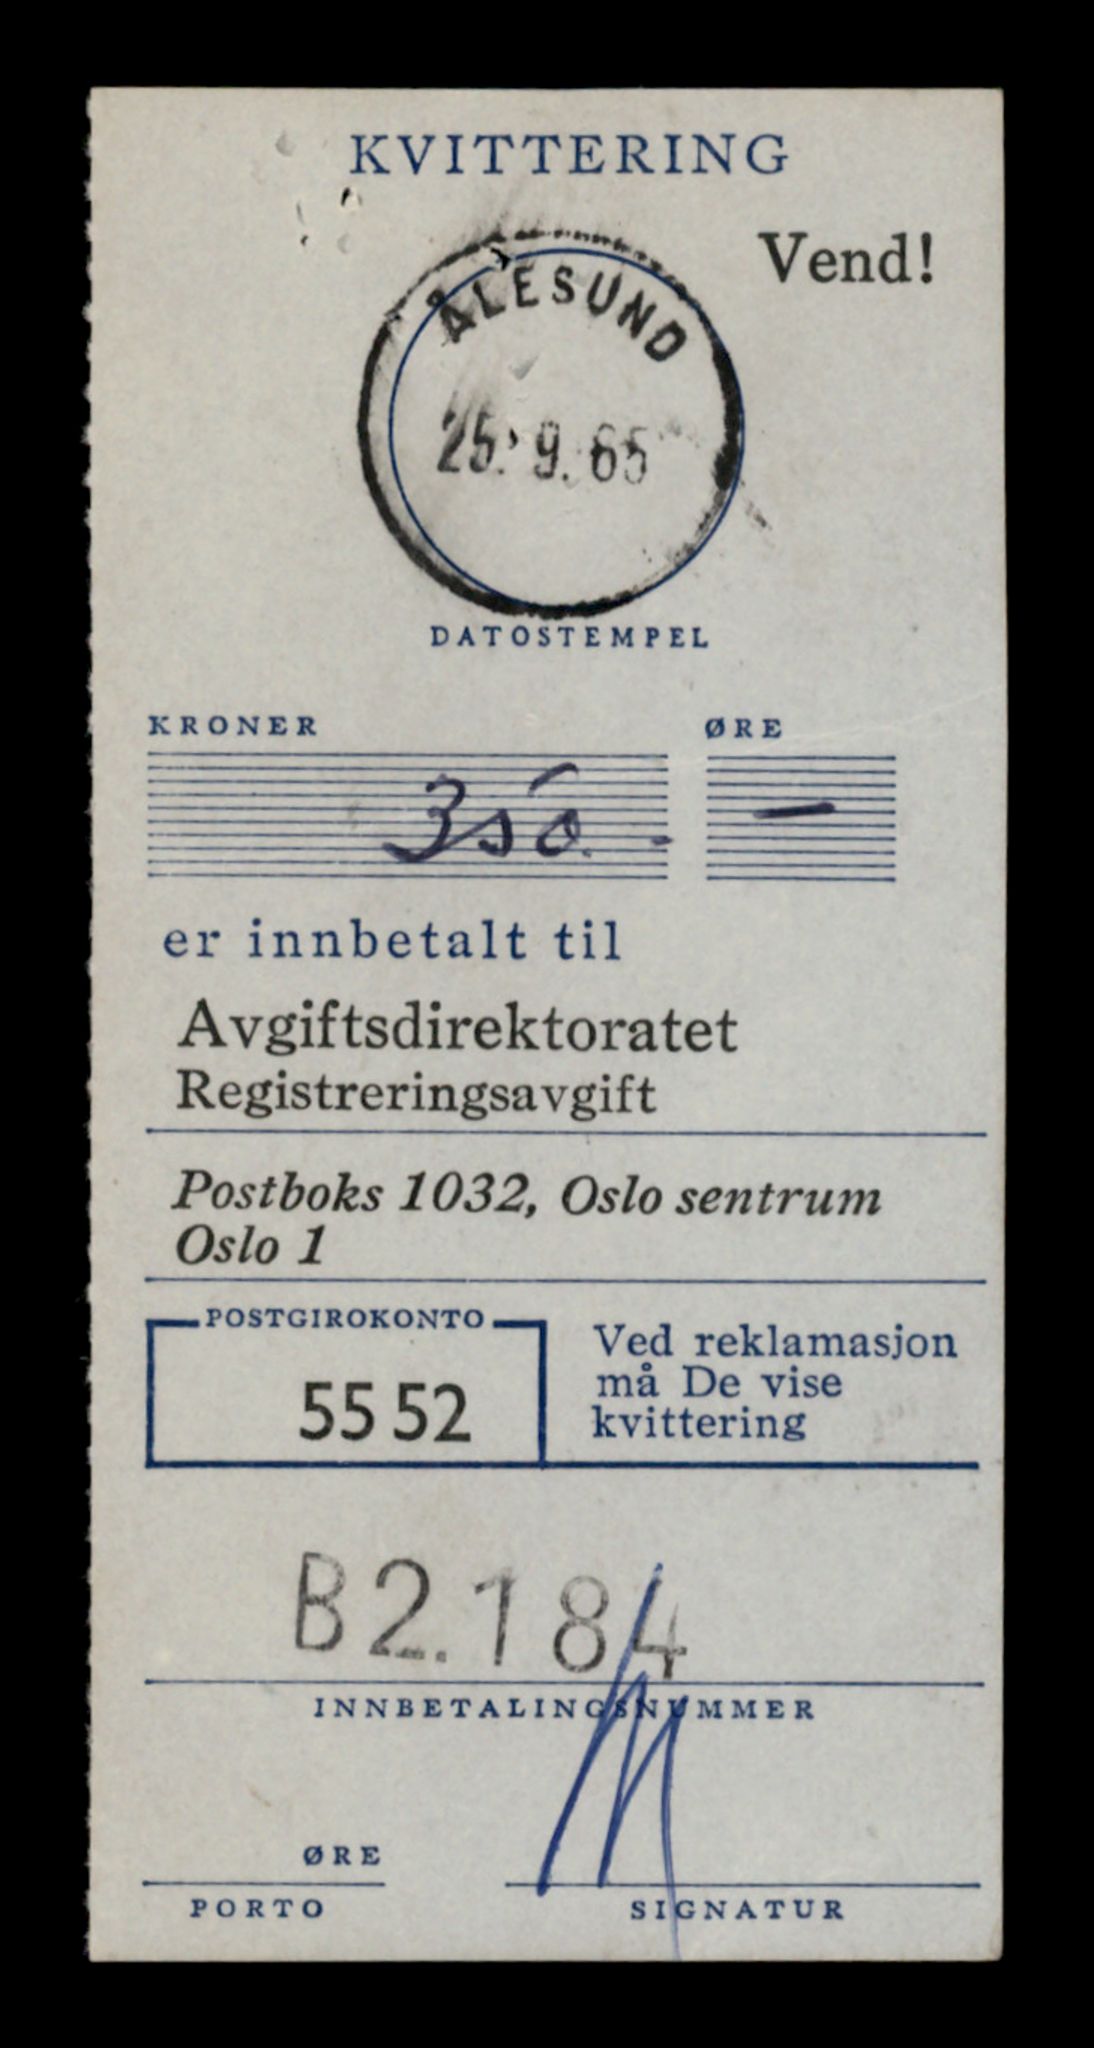 KVITTERING
Vend!
ÅLESUND
25. 9. 65
DATOSTEMPEL
KRONER ØRE
350.- —
er innbetalt til
Avgiftsdirektoratet
Registreringsavgift
Postboks 1032, Oslo sentrum
Oslo 1
POSTGIROKONTO
55 52
Ved reklamasjon
må De vise
kvittering
B2.184
INNBETALINGSNUMMER
ØRE
PORTO SIGNATUR